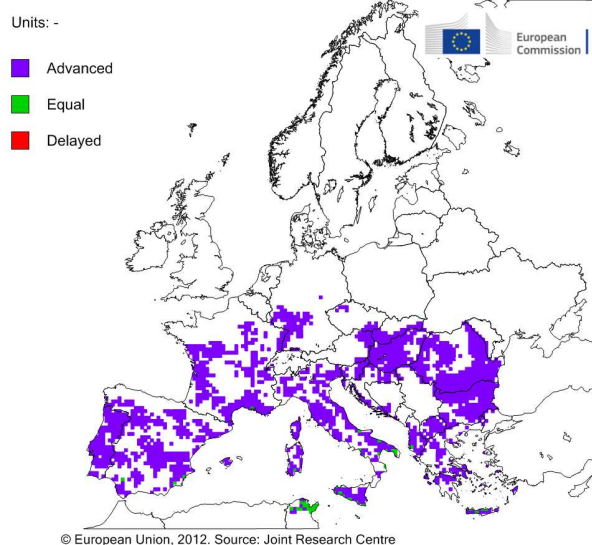 Units: -
European
Commission
Advanced
Equal
Delayed
© European Union, 2012. Source: Joint Research Centre